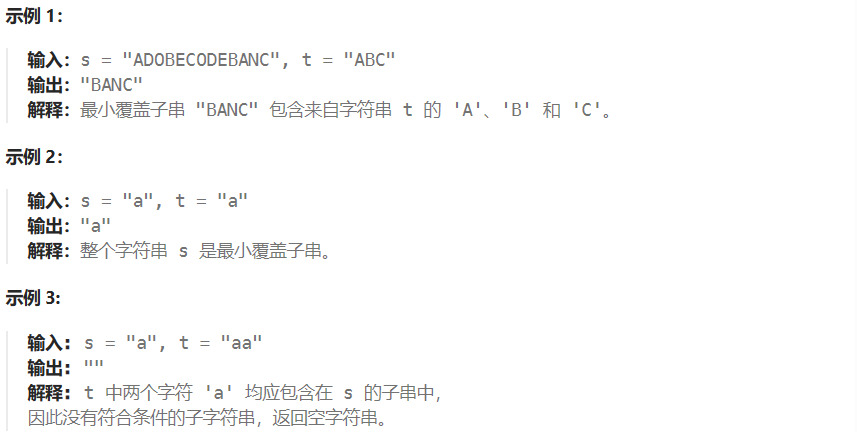 示例 1：
输入：s = "ADOBECODEBANC", t = "ABC"
输出："BANC"
解释：最小覆盖子串 "BANC" 包含来自字符串 t 的 'A'、'B' 和 'C'。
示例 2：
输入：s = "a", t = "a"
输出："a"
解释：整个字符串 s 是最小覆盖子串。
示例 3:
输入: s = "a", t = "aa"
输出: ""
解释: t 中两个字符 'a' 均应包含在 s 的子串中，
因此没有符合条件的子字符串，返回空字符串。